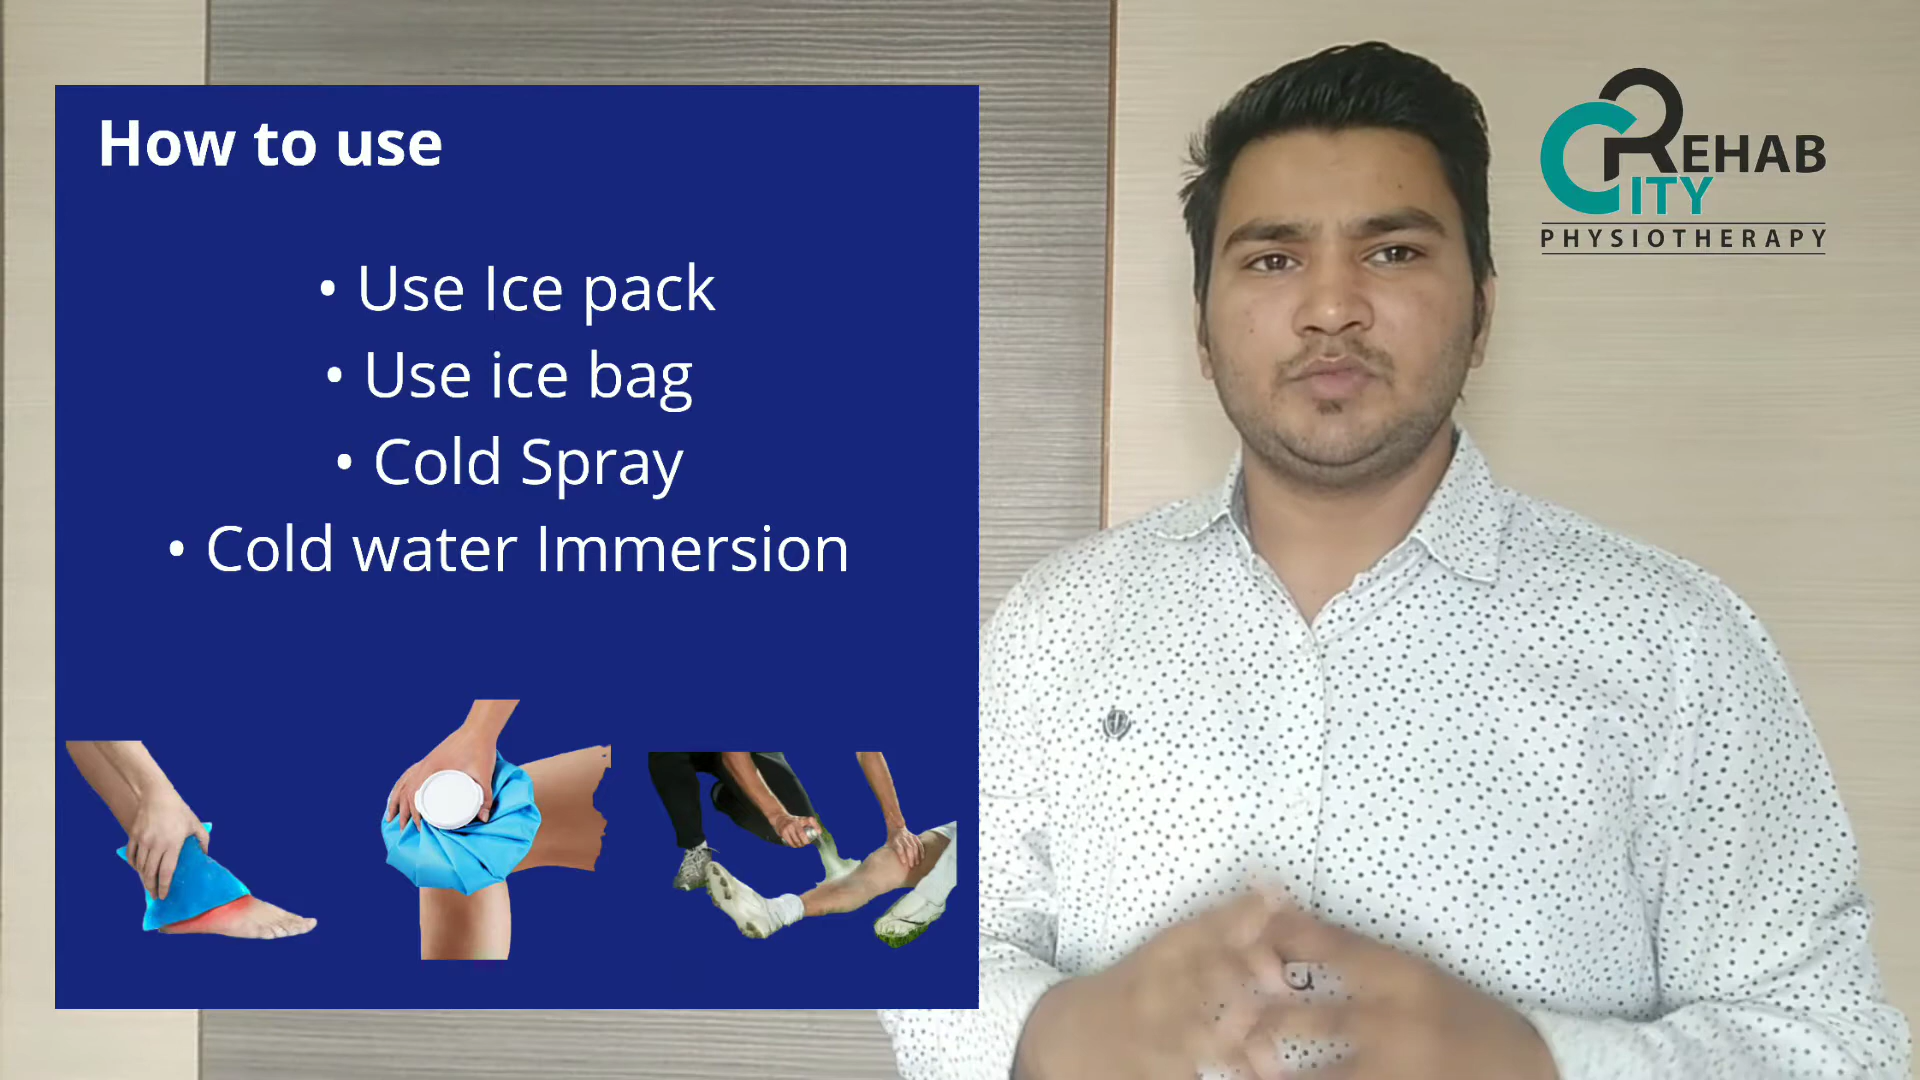 How to use
• Use Ice pack
• Use ice bag
• Cold Spray
• Cold water Immersion
REHAB
CITY
PHYSIOTHERAPY